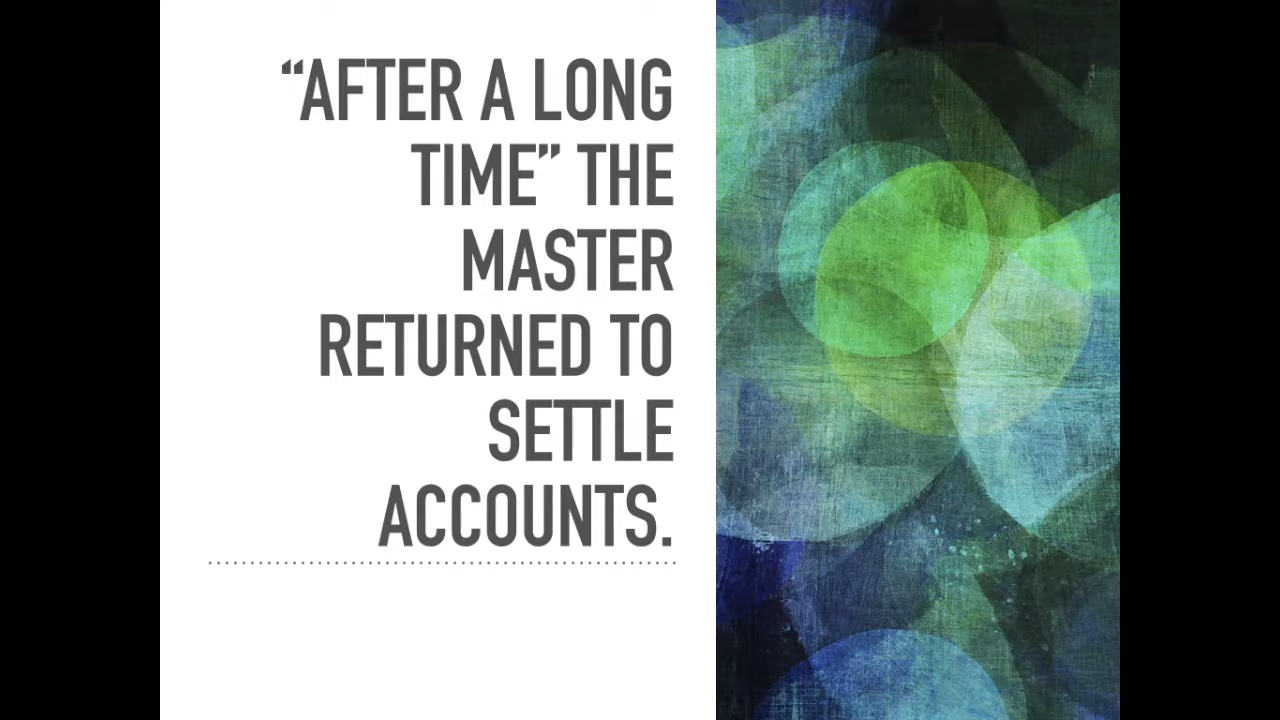 “AFTER A LONG
TIME” THE
MASTER
RETURNED TO
SETTLE
ACCOUNTS.